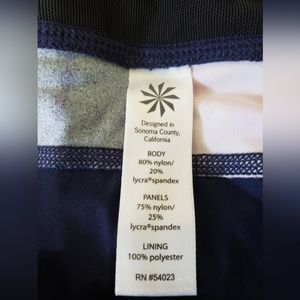 Designed in
Sonoma County,
California
BODY
80% nylon/
20%
lycra®spandex
PANELS
75% nylon/
25%
lycra®spandex
LINING
100% polyester
RN #54023